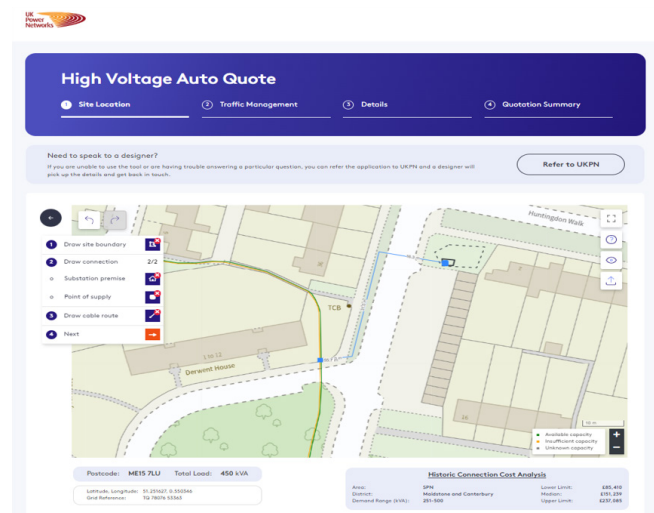 UK
Power
Networks
High Voltage Auto Quote
1 Site Location
2 Traffic Management
3 Details
4 Quotation Summary
Need to speak to a designer?
If you are unable to use the tool or are having trouble answering a particular question, you can refer the application to UKPN and a designer will
pick up the details and get back in touch.
Refer to UKPN
Huntingdon Walk
1 Draw site boundary
2 Draw connection 2/2
Substation premise
Point of supply
3 Draw cable route
4 Next
TCB
1 to 12
Derwent House
Available capacity
Insufficient capacity
Unknown capacity
Postcode: ME15 7LU Total Load: 450 kVA
Latitude, Longitude: 51.251627, 0.550346
Grid Reference: TQ 78076 53363
Historic Connection Cost Analysis
Area: SPN
District: Maidstone and Canterbury
Demand Range (kVA): 251-500
Lower Limit: £85,410
Median: £151,239
Upper Limit: £237,085